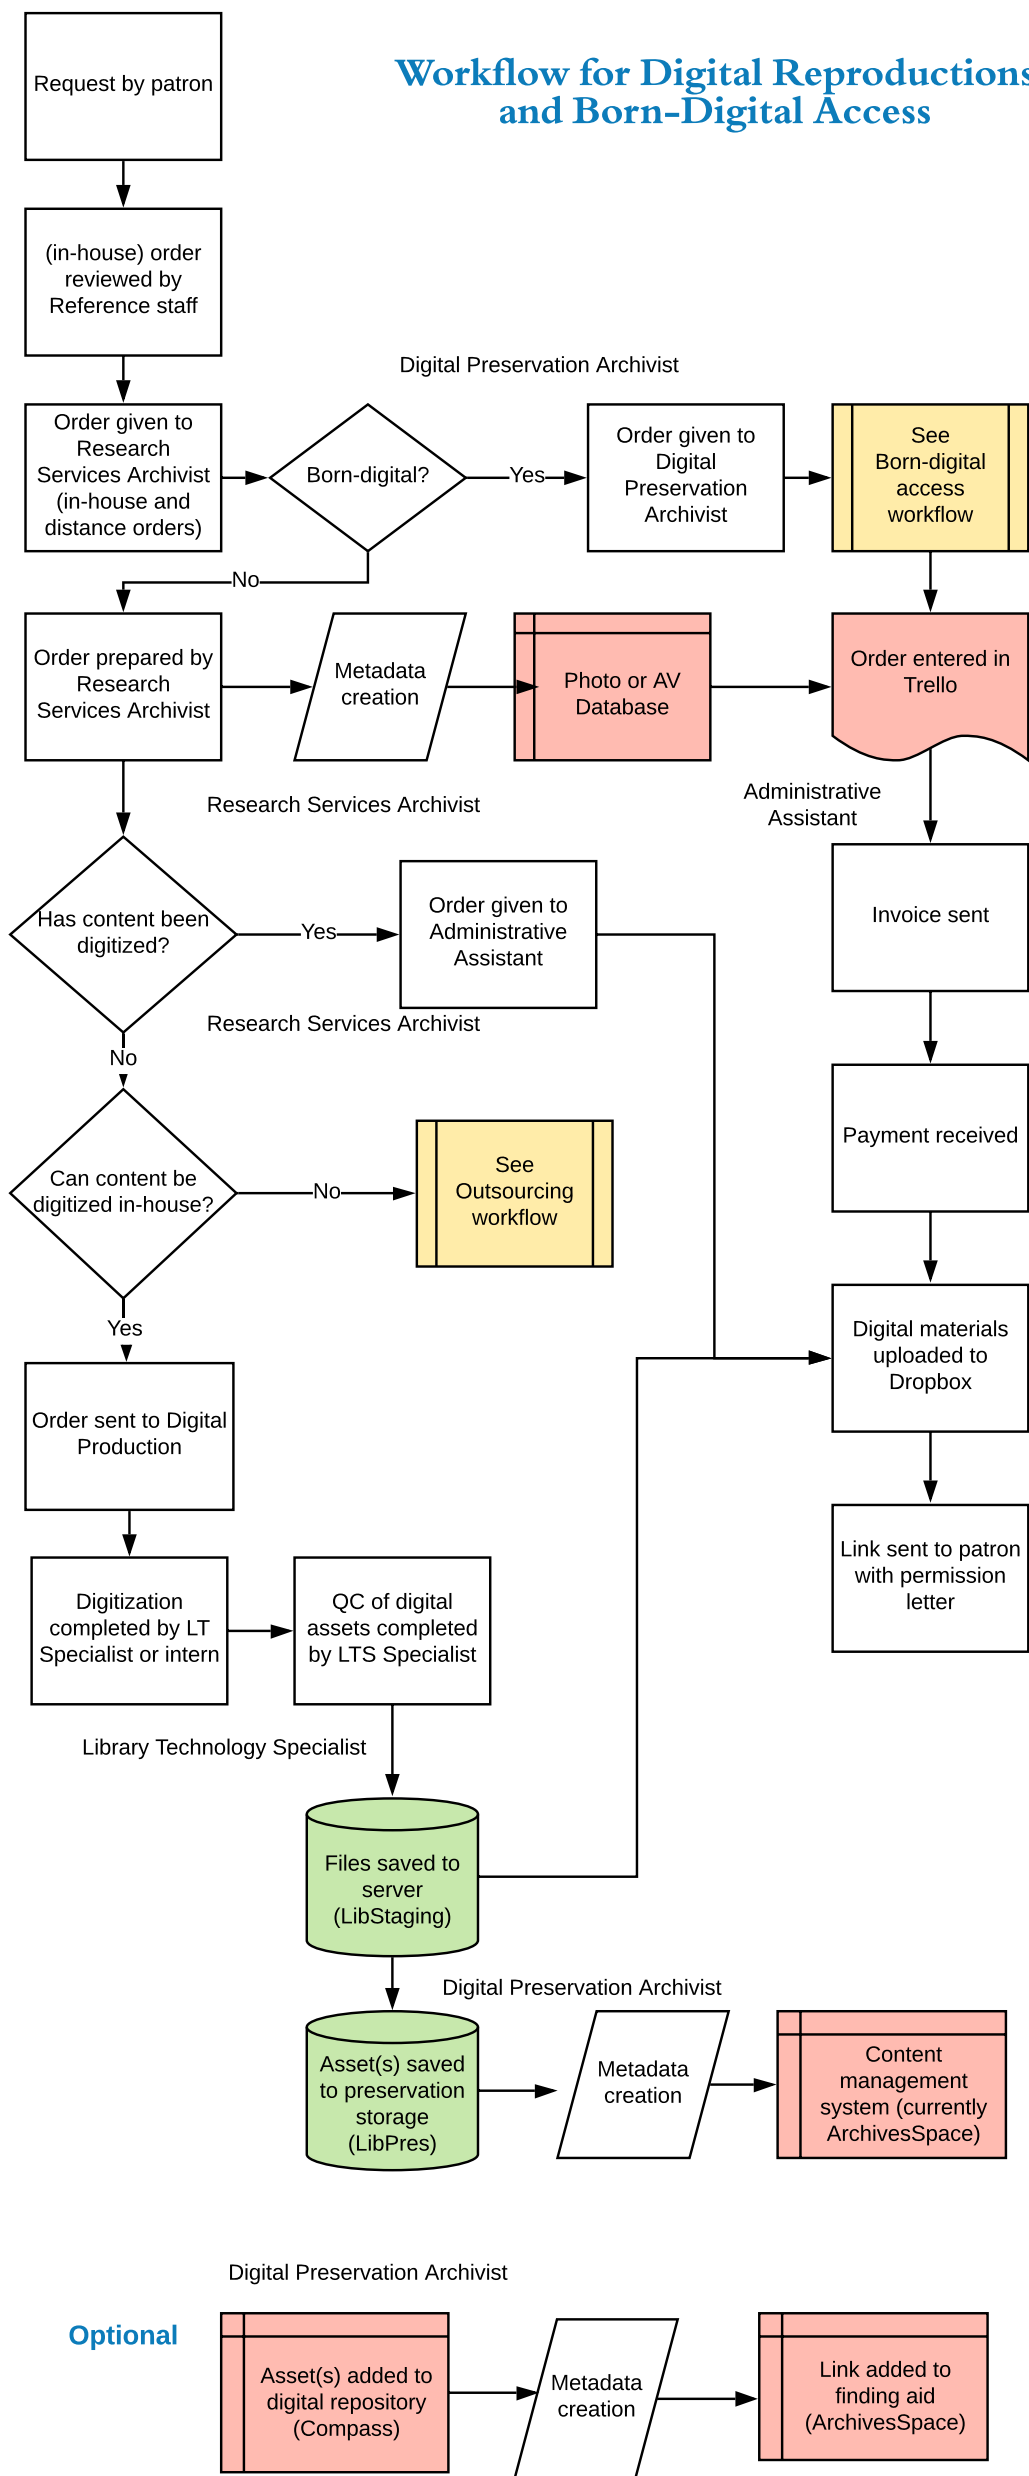 Workflow for Digital Reproductions
and Born-Digital Access
Request by patron
(in-house) order
reviewed by
Reference staff
Digital Preservation Archivist
Order given to
Research
Services Archivist
(in-house and
distance orders)
Born-digital?
Yes
Order given to
Digital
Preservation
Archivist
See
Born-digital
access
workflow
No
Order prepared by
Research
Services Archivist
Metadata
creation
Photo or AV
Database
Order entered in
Trello
Research Services Archivist
Administrative
Assistant
Has content been
digitized?
Yes
Order given to
Administrative
Assistant
Invoice sent
Research Services Archivist
No
Can content be
digitized in-house?
No
See
Outsourcing
workflow
Payment received
Yes
Order sent to Digital
Production
Digital materials
uploaded to
Dropbox
Digitization
completed by LT
Specialist or intern
QC of digital
assets completed
by LTS Specialist
Link sent to patron
with permission
letter
Library Technology Specialist
Files saved to
server
(LibStaging)
Digital Preservation Archivist
Asset(s) saved
to preservation
storage
(LibPres)
Metadata
creation
Content
management
system (currently
ArchivesSpace)
Digital Preservation Archivist
Optional
Asset(s) added to
digital repository
(Compass)
Metadata
creation
Link added to
finding aid
(ArchivesSpace)